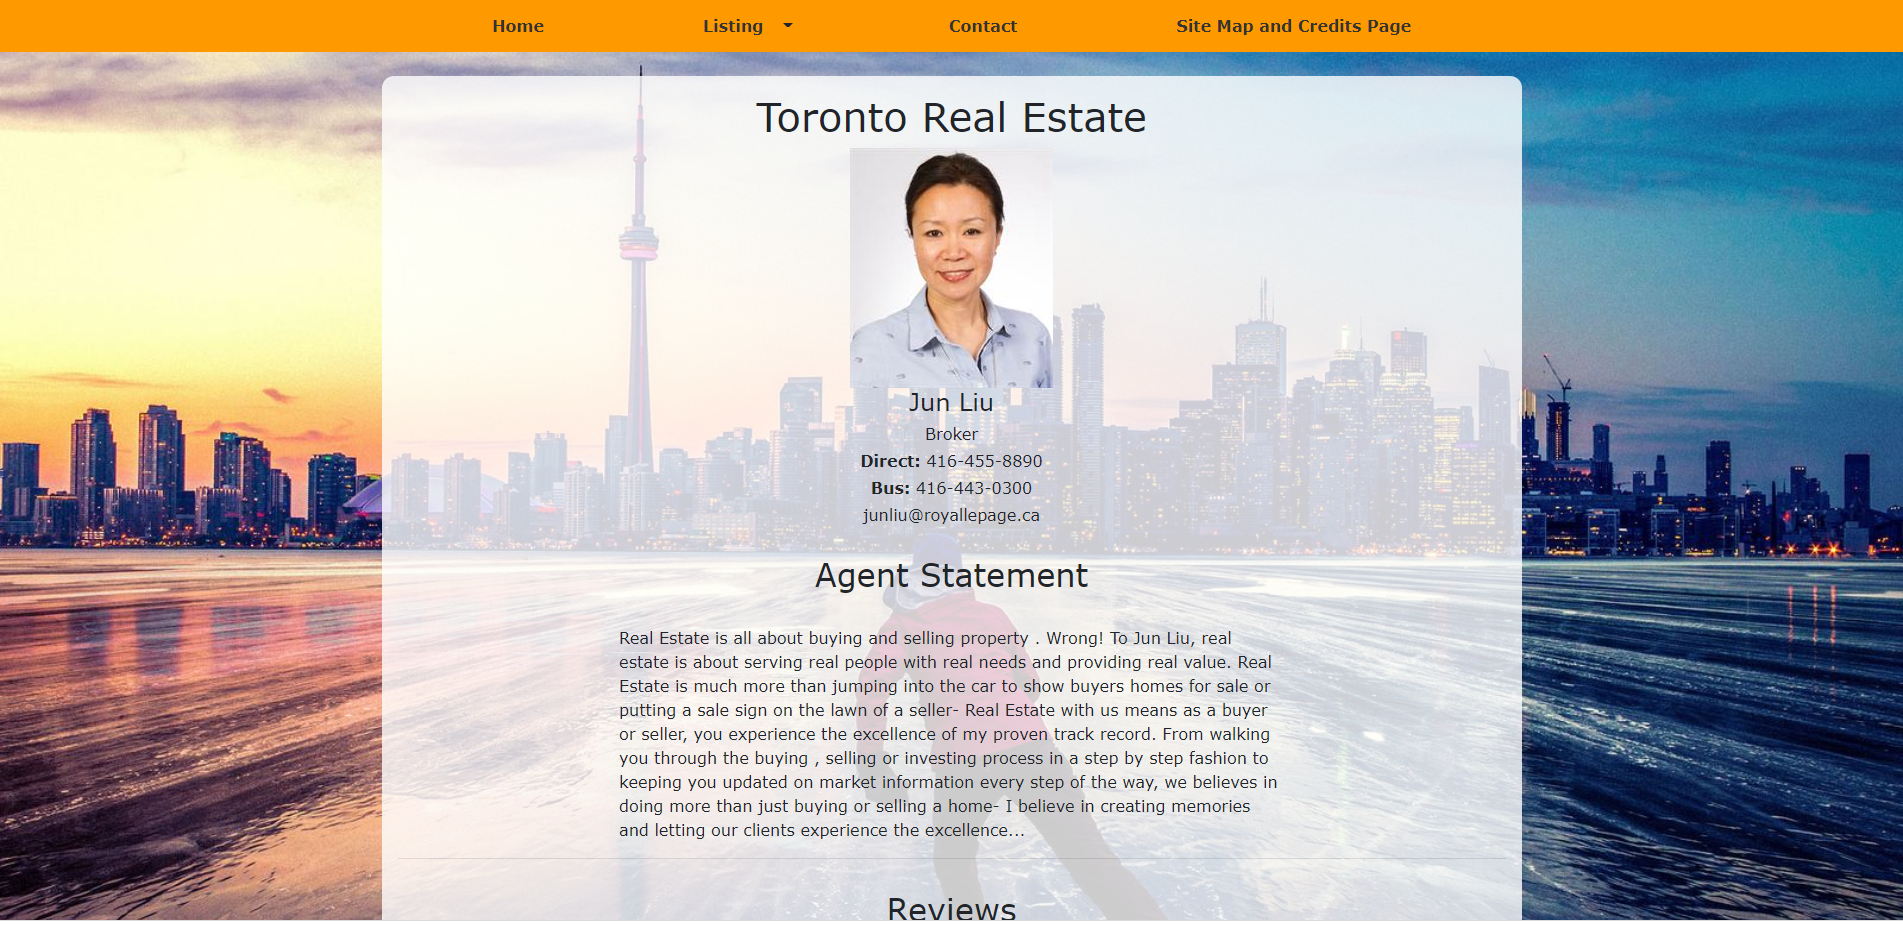 Home
Listing
Contact
Site Map and Credits Page
Toronto Real Estate
Jun Liu
Broker
Direct: 416-455-8890
Bus: 416-443-0300
junliu@royallepage.ca
Agent Statement
Real Estate is all about buying and selling property . Wrong! To Jun Liu, real
estate is about serving real people with real needs and providing real value. Real
Estate is much more than jumping into the car to show buyers homes for sale or
putting a sale sign on the lawn of a seller- Real Estate with us means as a buyer
or seller, you experience the excellence of my proven track record. From walking
you through the buying , selling or investing process in a step by step fashion to
keeping you updated on market information every step of the way, we believes in
doing more than just buying or selling a home- I believe in creating memories
and letting our clients experience the excellence...
Reviews